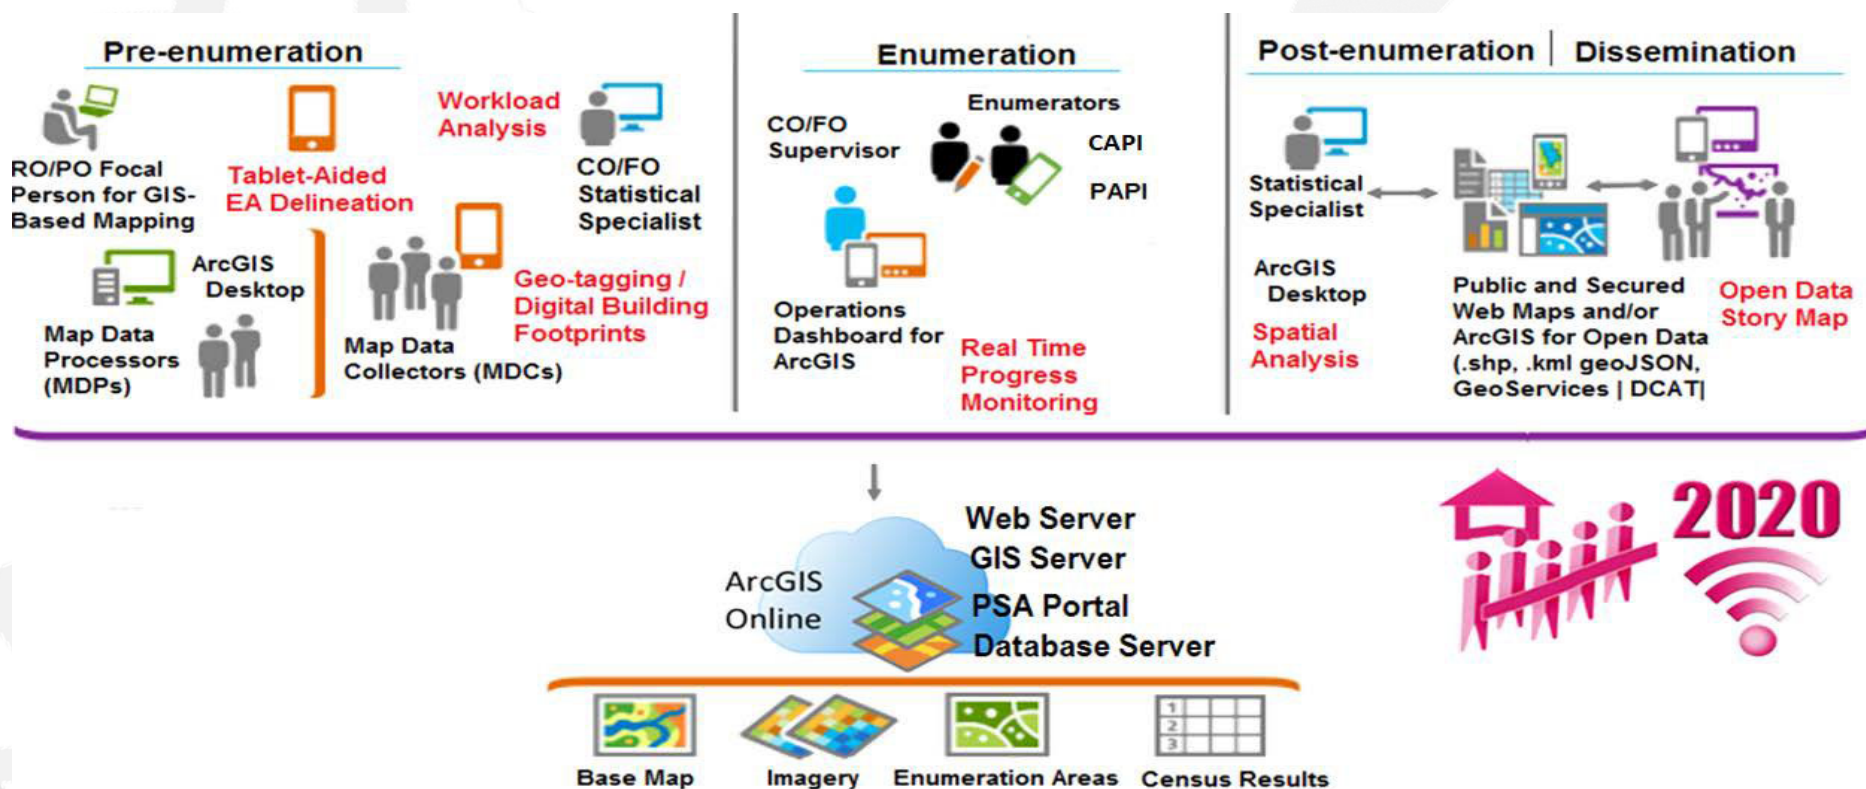 Pre-enumeration
RO/PO Focal
Person for GIS-
Based Mapping
Tablet-Aided
EA Delineation
Workload
Analysis
CO/FO
Statistical
Specialist
ArcGIS
Desktop
Map Data
Processors
(MDPs)
Map Data
Collectors (MDCs)
Geo-tagging /
Digital Building
Footprints
Enumeration
CO/FO
Supervisor
Enumerators
CAPI
PAPI
Operations
Dashboard for
ArcGIS
Real Time
Progress
Monitoring
Post-enumeration | Dissemination
Statistical
Specialist
ArcGIS
Desktop
Spatial
Analysis
Public and Secured
Web Maps and/or
ArcGIS for Open Data
(.shp, .kml geoJSON,
GeoServices | DCAT|
Open Data
Story Map
ArcGIS
Online
Web Server
GIS Server
PSA Portal
Database Server
2020
1
2
3
Base Map
Imagery
Enumeration Areas
Census Results